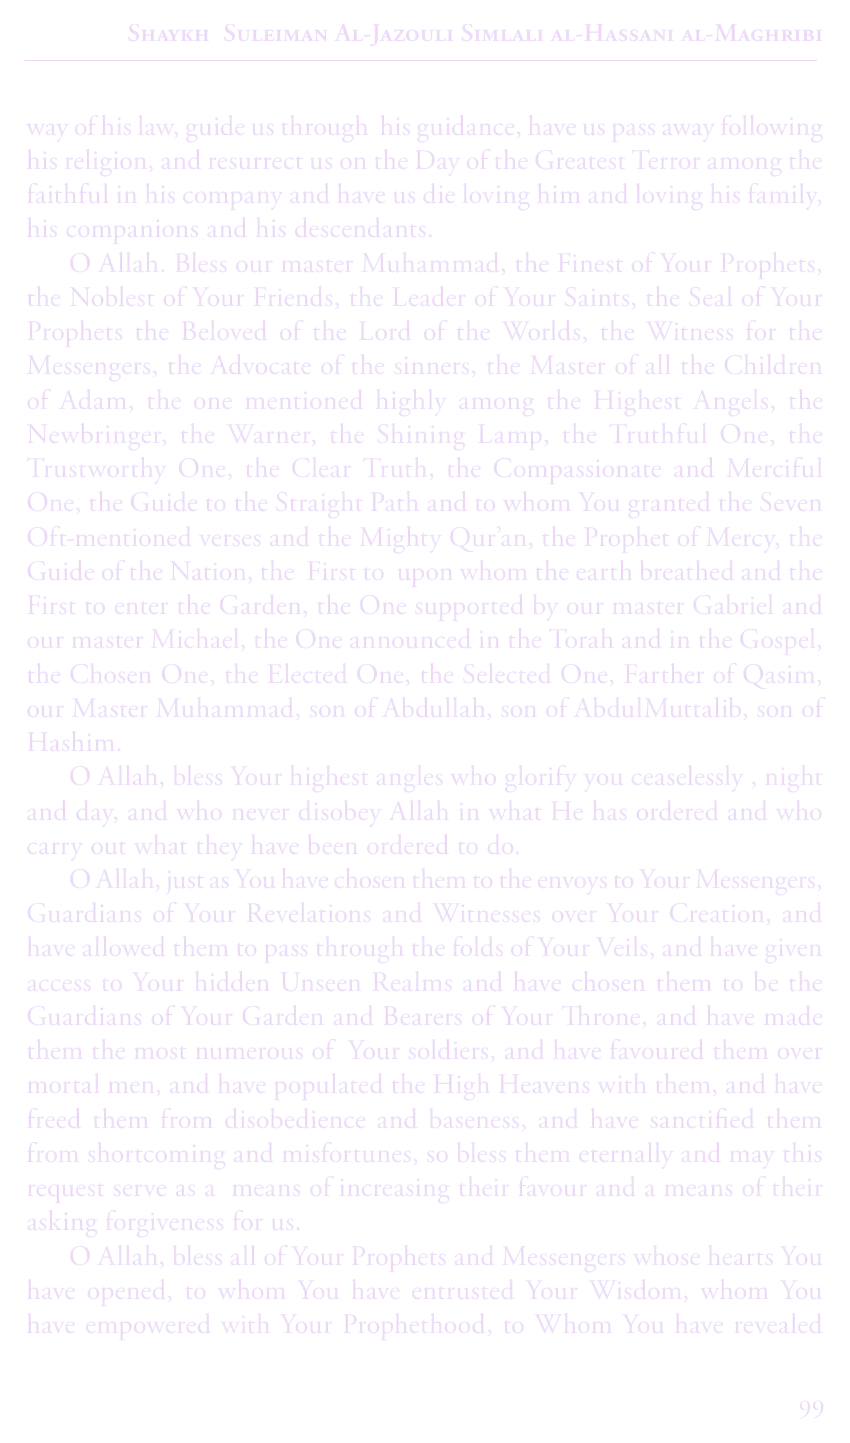 Shaykh Suleiman Al-Jazouli Simlali al-Hassani al-Maghribi
way of his law, guide us through his guidance, have us pass away following
his religion, and resurrect us on the Day of the Greatest Terror among the
faithful in his company and have us die loving him and loving his family,
his companions and his descendants.
O Allah. Bless our master Muhammad, the Finest of Your Prophets,
the Noblest of Your Friends, the Leader of Your Saints, the Seal of Your
Prophets the Beloved of the Lord of the Worlds, the Witness for the
Messengers, the Advocate of the sinners, the Master of all the Children
of Adam, the one mentioned highly among the Highest Angels, the
Newbringer, the Warner, the Shining Lamp, the Truthful One, the
Trustworthy One, the Clear Truth, the Compassionate and Merciful
One, the Guide to the Straight Path and to whom You granted the Seven
Oft-mentioned verses and the Mighty Qur’an, the Prophet of Mercy, the
Guide of the Nation, the First to upon whom the earth breathed and the
First to enter the Garden, the One supported by our master Gabriel and
our master Michael, the One announced in the Torah and in the Gospel,
the Chosen One, the Elected One, the Selected One, Farther of Qasim,
our Master Muhammad, son of Abdullah, son of AbdulMuttalib, son of
Hashim.
O Allah, bless Your highest angles who glorify you ceaselessly , night
and day, and who never disobey Allah in what He has ordered and who
carry out what they have been ordered to do.
O Allah, just as You have chosen them to the envoys to Your Messengers,
Guardians of Your Revelations and Witnesses over Your Creation, and
have allowed them to pass through the folds of Your Veils, and have given
access to Your hidden Unseen Realms and have chosen them to be the
Guardians of Your Garden and Bearers of Your Throne, and have made
them the most numerous of Your soldiers, and have favoured them over
mortal men, and have populated the High Heavens with them, and have
freed them from disobedience and baseness, and have sanctified them
from shortcoming and misfortunes, so bless them eternally and may this
request serve as a means of increasing their favour and a means of their
asking forgiveness for us.
O Allah, bless all of Your Prophets and Messengers whose hearts You
have opened, to whom You have entrusted Your Wisdom, whom You
have empowered with Your Prophethood, to Whom You have revealed
99